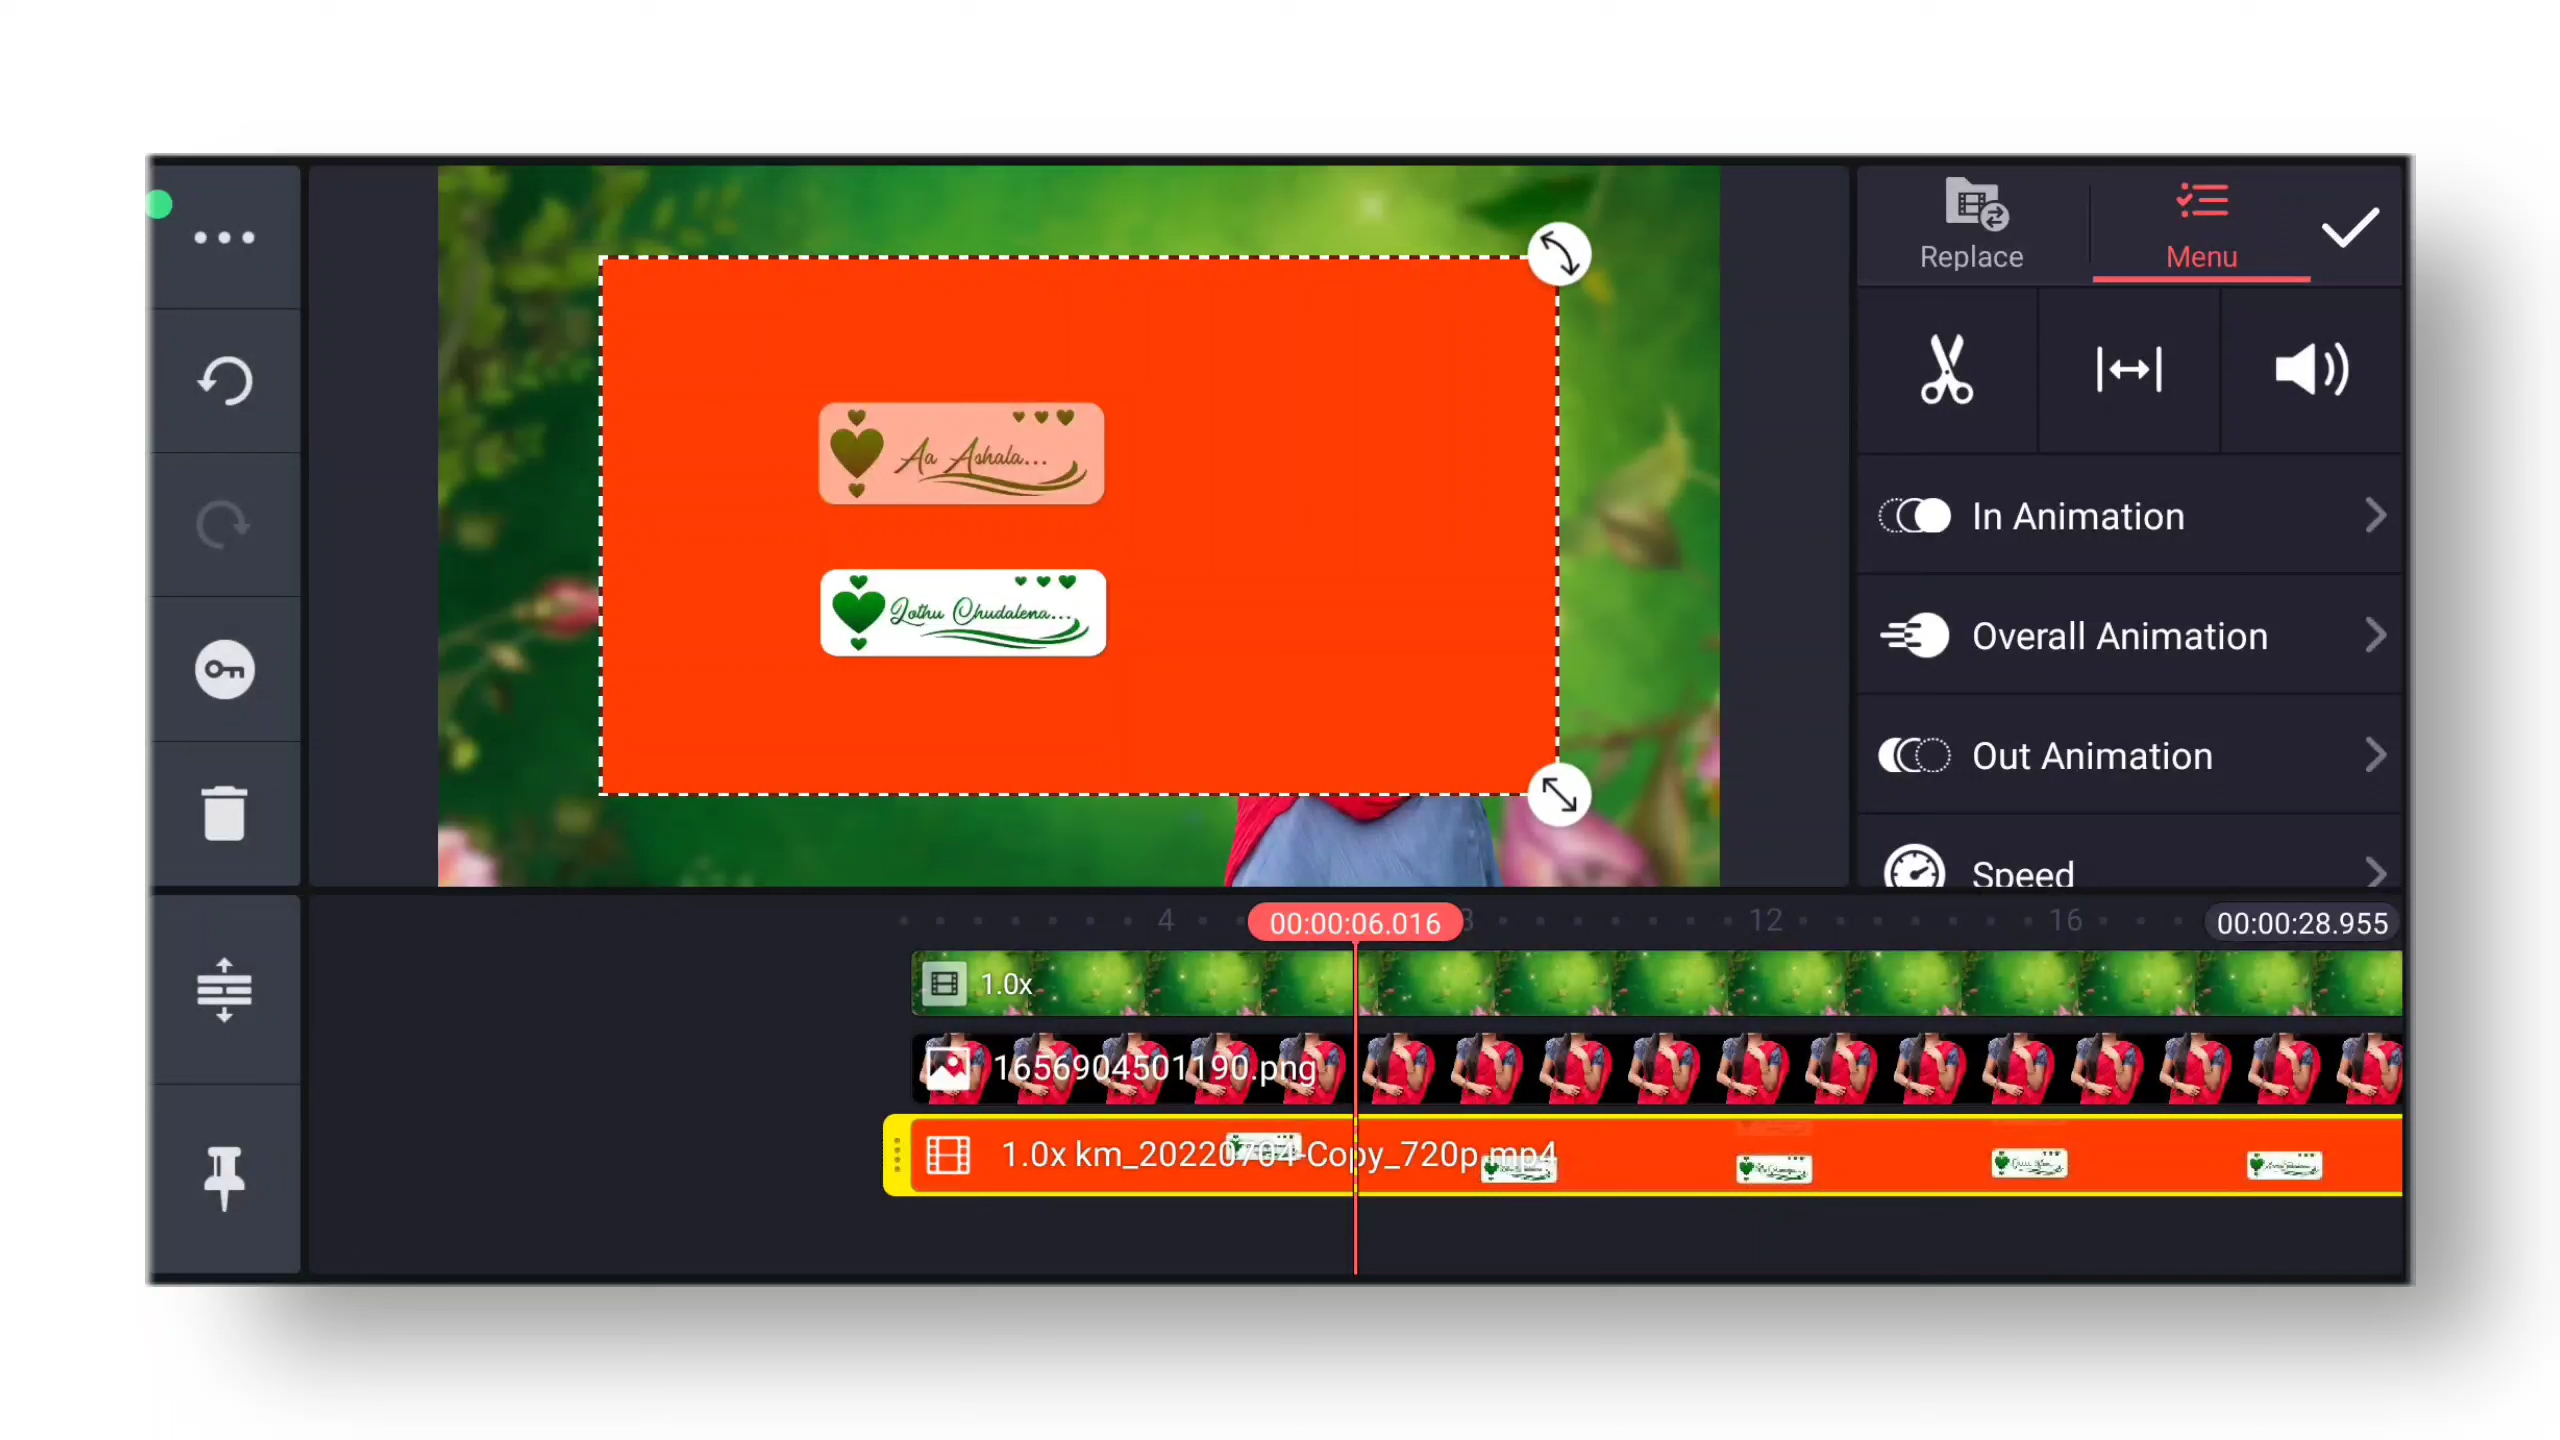 Replace
Menu
Aa Ashala...
Lothu Chudalena...
In Animation
Overall Animation
Out Animation
Speed
4
00:00:06.016
12
16
00:00:28.955
1.0x
1656904501190.png
1.0x km_20220704-Copy_720p.mp4